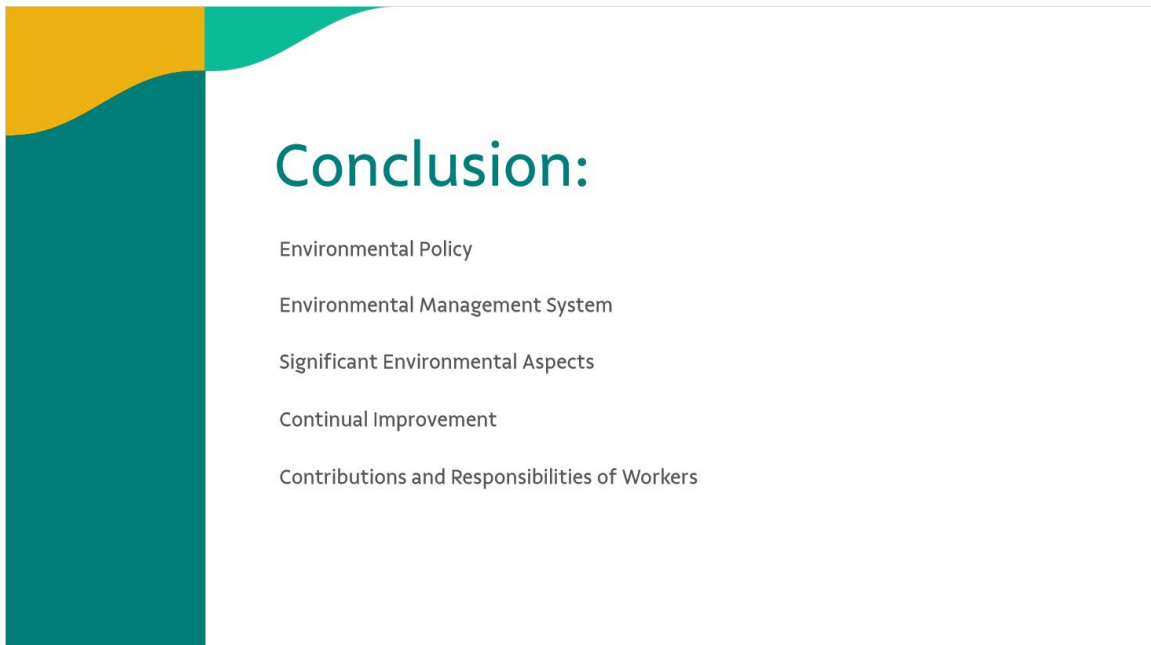 Conclusion:
Environmental Policy
Environmental Management System
Significant Environmental Aspects
Continual Improvement
Contributions and Responsibilities of Workers